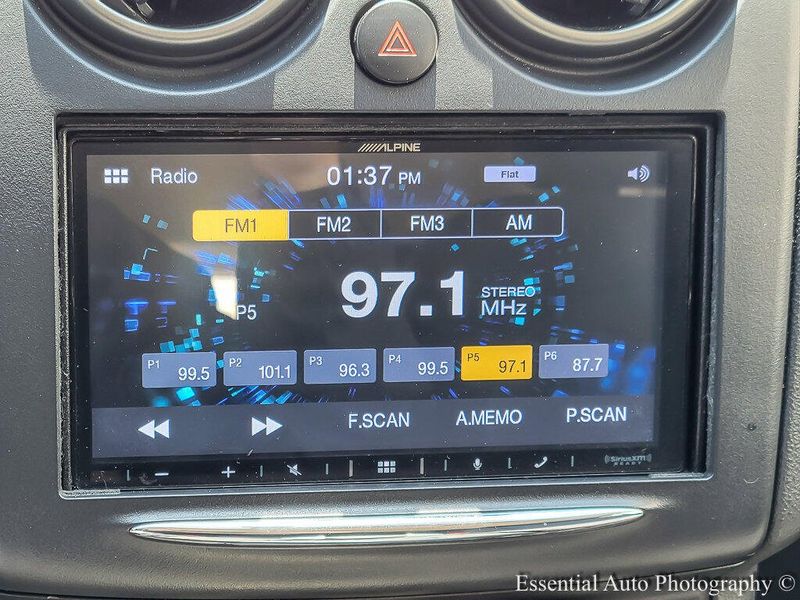 ALPINE
Radio 01:37 PM Flat
FM1 FM2 FM3 AM
P5 97.1 STEREO MHz
P1 99.5 P2 101.1 P3 96.3 P4 99.5 P5 97.1 P6 87.7
F.SCAN A.MEMO P.SCAN
− +
SiriusXM
READY
Essential Auto Photography ©